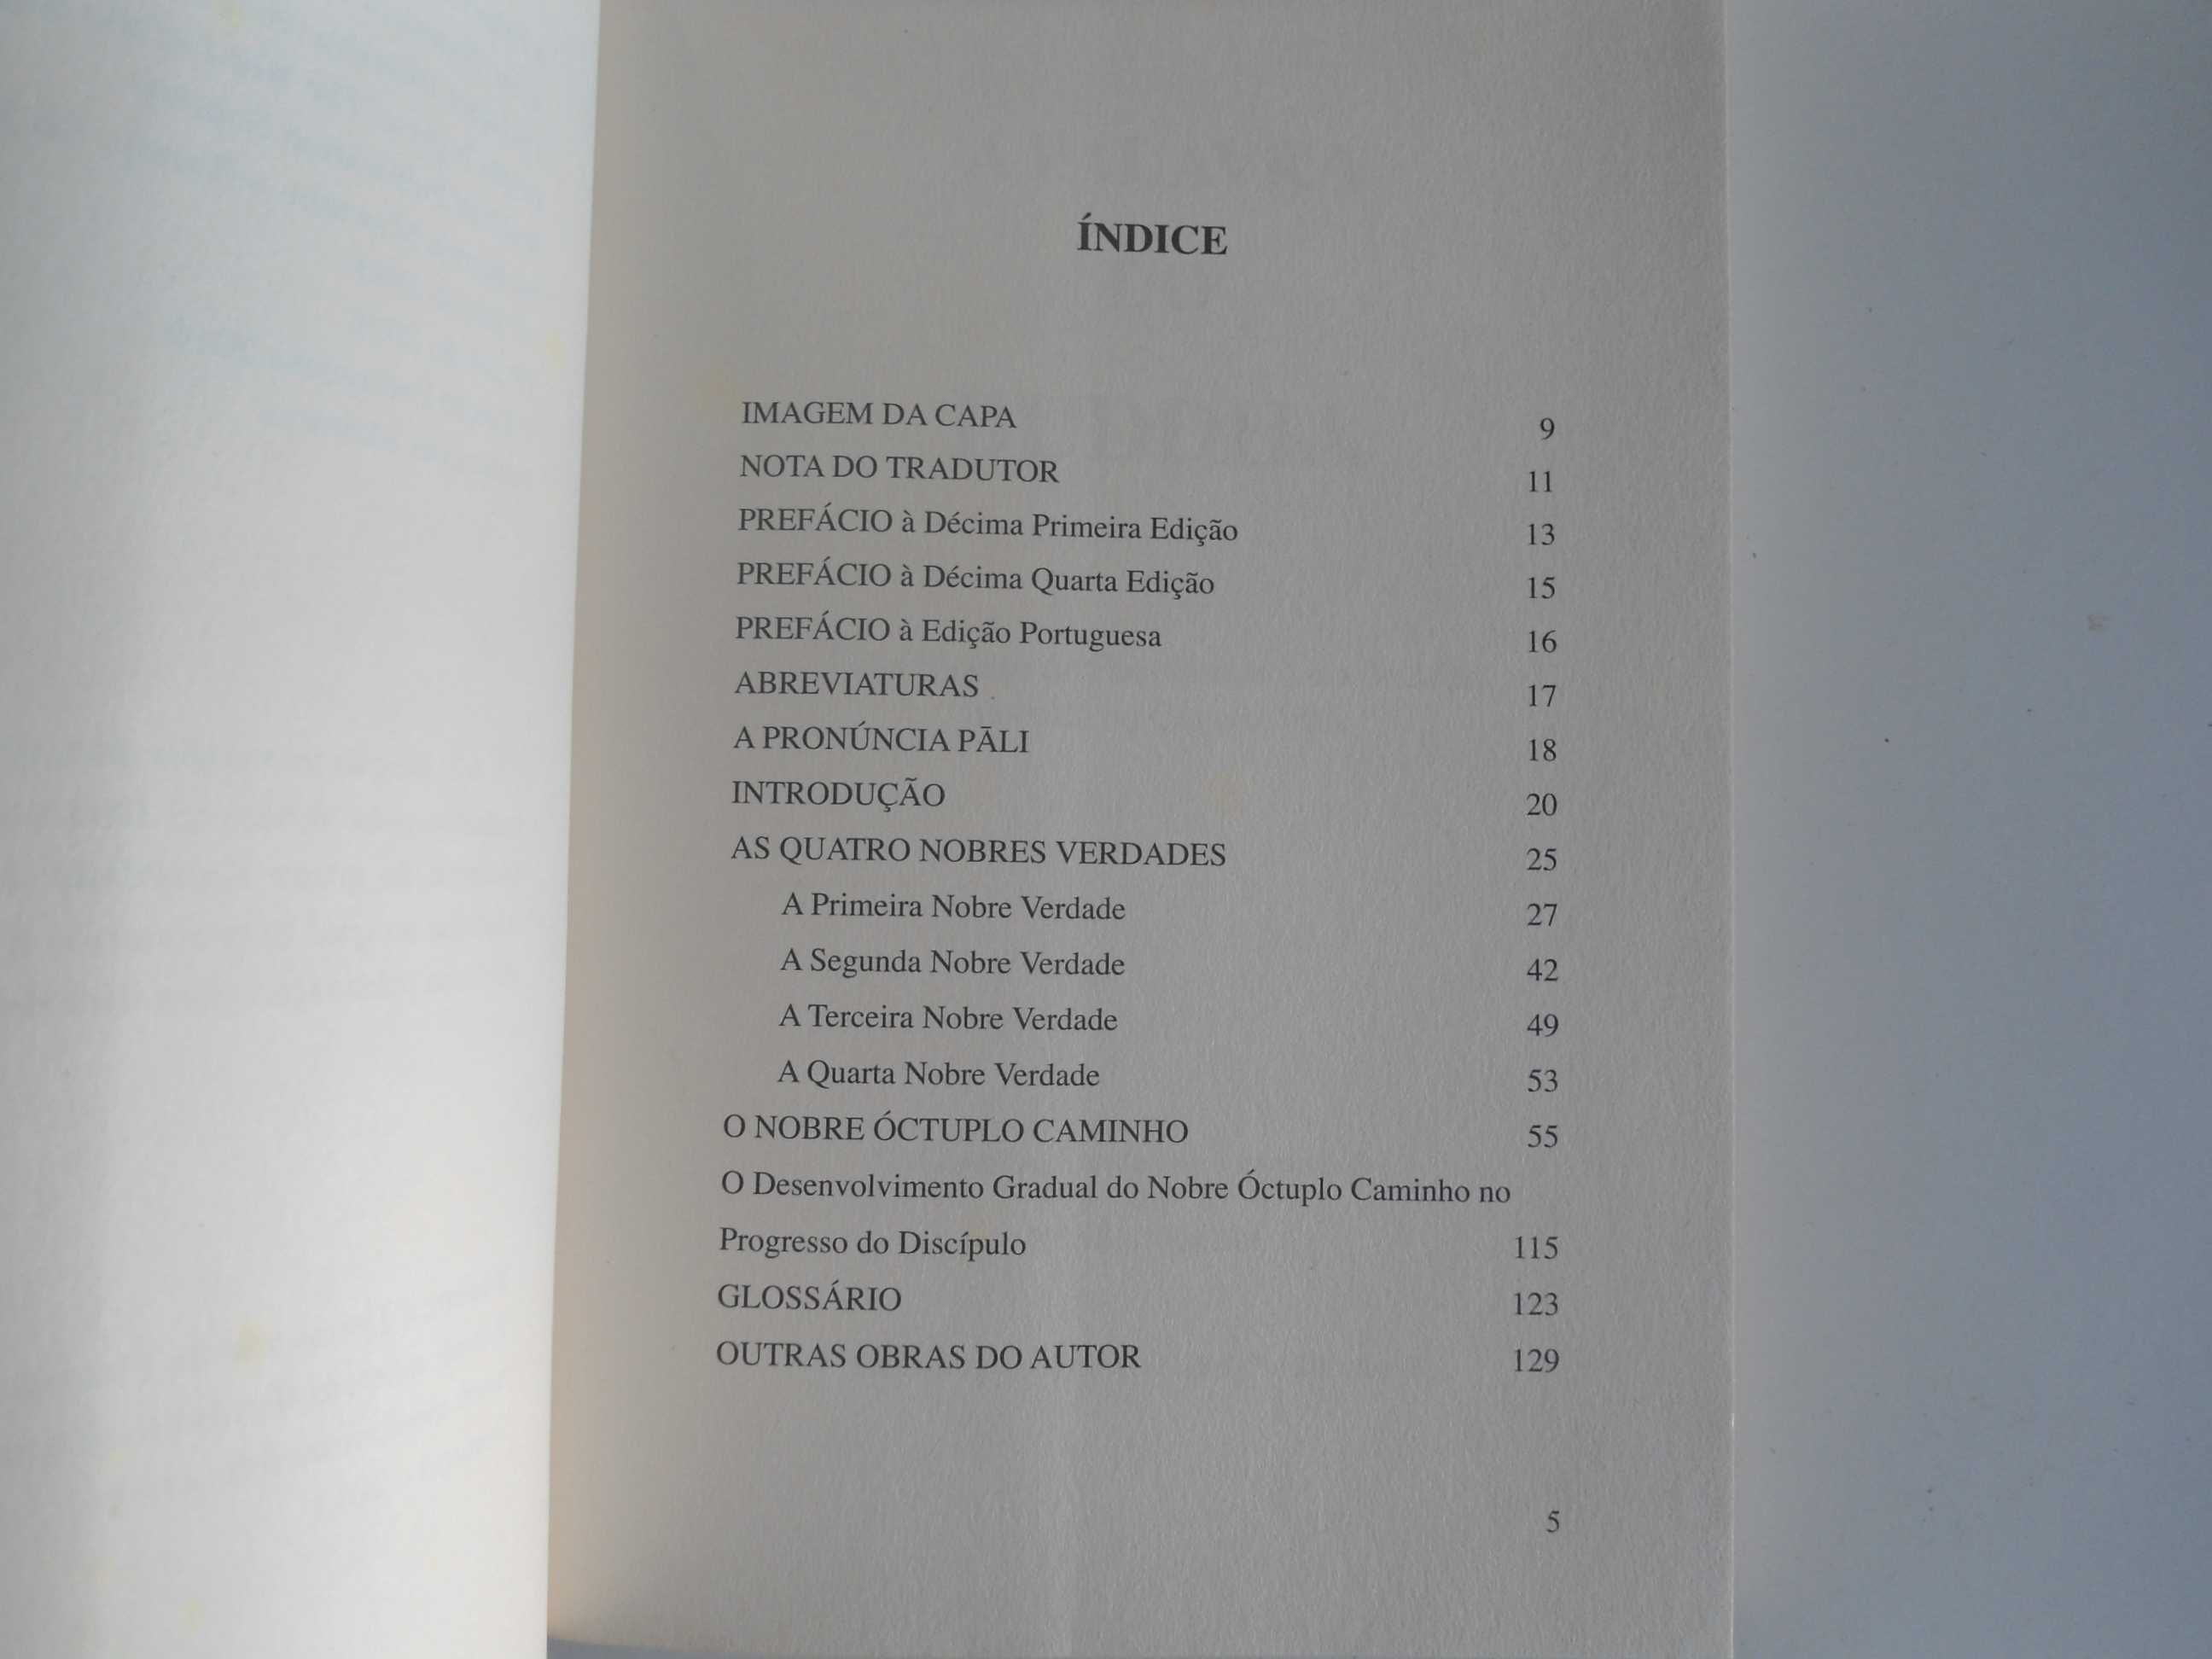 ÍNDICE
IMAGEM DA CAPA 9
NOTA DO TRADUTOR 11
PREFÁCIO à Décima Primeira Edição 13
PREFÁCIO à Décima Quarta Edição 15
PREFÁCIO à Edição Portuguesa 16
ABREVIATURAS 17
A PRONÚNCIA PĀLI 18
INTRODUÇÃO 20
AS QUATRO NOBRES VERDADES 25
A Primeira Nobre Verdade 27
A Segunda Nobre Verdade 42
A Terceira Nobre Verdade 49
A Quarta Nobre Verdade 53
O NOBRE ÓCTUPLO CAMINHO 55
O Desenvolvimento Gradual do Nobre Óctuplo Caminho no
Progresso do Discípulo 115
GLOSSÁRIO 123
OUTRAS OBRAS DO AUTOR 129
5